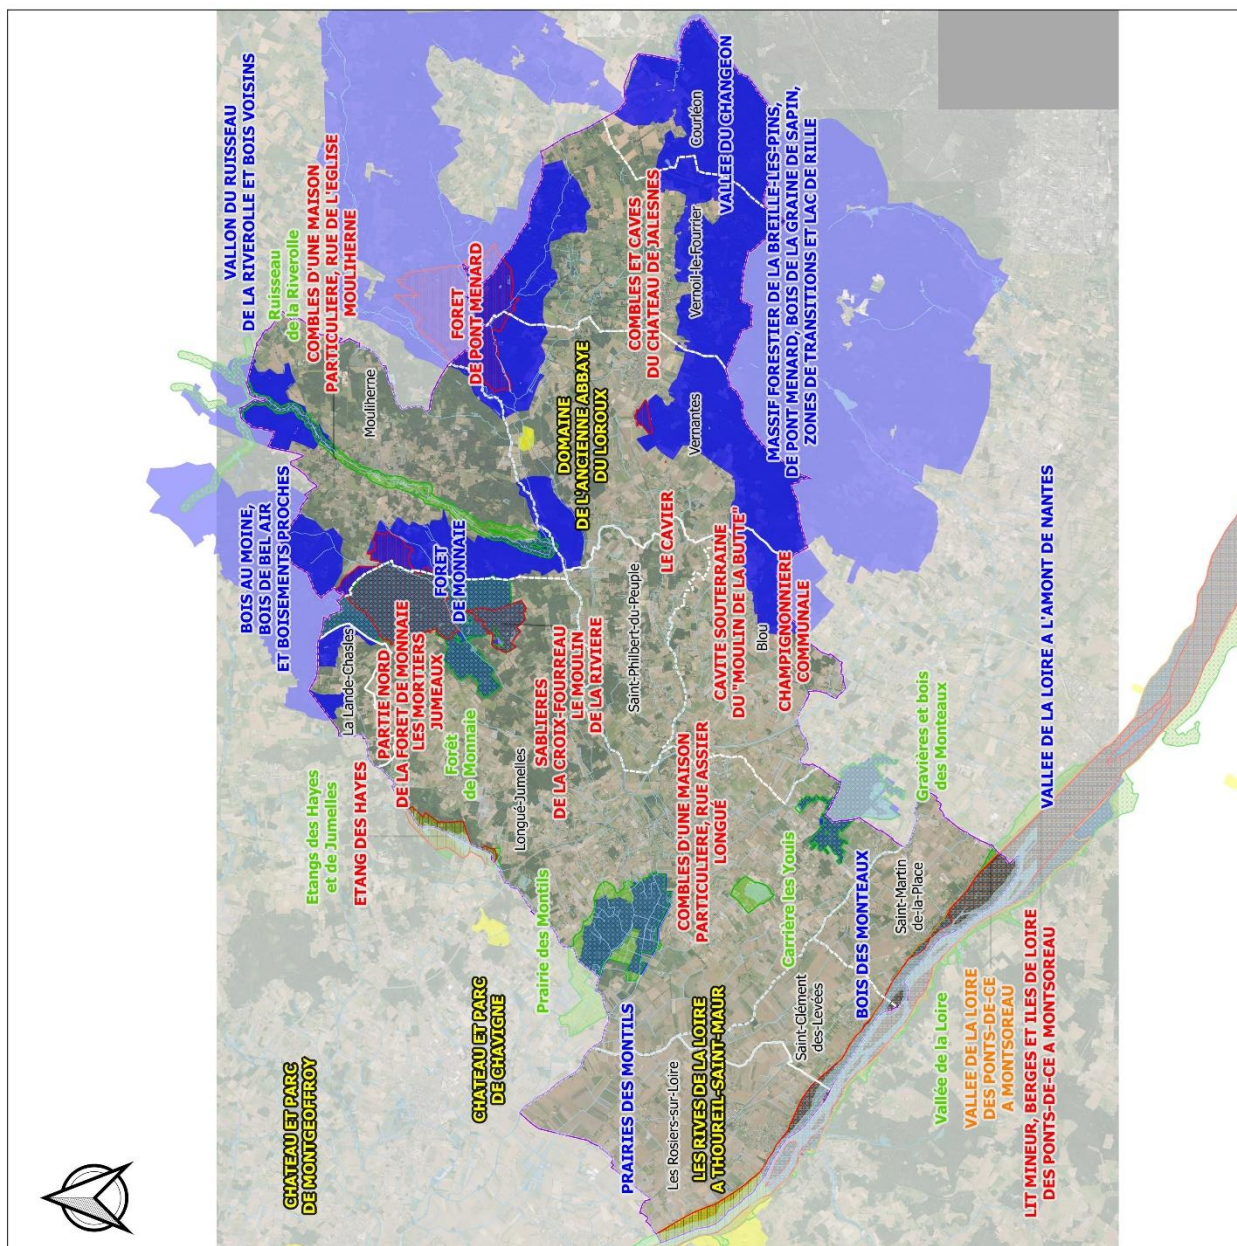 CHATEAU ET PARC
DE MONTGEOFFROY
CHATEAU ET PARC
DE CHAVIGNE
Etangs des Hayes
et de Jumelles
ETANG DES HAYES
La Lande-Chasles
PARTIE NORD
DE LA FORET DE MONNAIE
LES MORTIERS
JUMEAUX
Forêt
de Monnaie
BOIS AU MOINE,
BOIS DE BEL AIR
ET BOISEMENTS PROCHES
FORET
DE MONNAIE
VALLON DU RUISSEAU
DE LA RIVEROLLE ET BOIS VOISINS
Ruisseau
de la Riverolle
COMBLES D'UNE MAISON
PARTICULIERE, RUE DE L'EGLISE
MOULIHERNE
Mouliherne
FORET
DE PONT MENARD
Prairie des Montils
Longué-Jumelles
SABLIERES
DE LA CROIX-FOURREAU
LE MOULIN
DE LA RIVIERE
DOMAINE
DE L'ANCIENNE ABBAYE
DU LOROUX
PRAIRIES DES MONTILS
Les Rosiers-sur-Loire
LES RIVES DE LA LOIRE
A THOUREIL-SAINT-MAUR
COMBLES D'UNE MAISON
PARTICULIERE, RUE ASSIER
LONGUÉ
Saint-Philbert-du-Peuple
LE CAVIER
CAVITE SOUTERRAINE
DU "MOULIN DE LA BUTTE"
Blou
CHAMPIGNONNIERE
COMMUNALE
COMBLES ET CAVES
DU CHATEAU DE JALESNES
Vernantes
Vernoil-le-Fourrier
Courléon
VALLEE DU CHANGEON
MASSIF FORESTIER DE LA BREILLE-LES-PINS,
DE PONT MENARD, BOIS DE LA GRAINE DE SAPIN,
ZONES DE TRANSITIONS ET LAC DE RILLE
Carrière les Youis
Saint-Clément
des-Levées
BOIS DES MONTEAUX
Saint-Martin
de-la-Place
Gravières et bois
des Monteaux
Vallée de la Loire
VALLEE DE LA LOIRE
DES PONTS-DE-CE
A MONTSOREAU
LIT MINEUR, BERGES ET ILES DE LOIRE
DES PONTS-DE-CE A MONTSOREAU
VALLEE DE LA LOIRE A L'AMONT DE NANTES